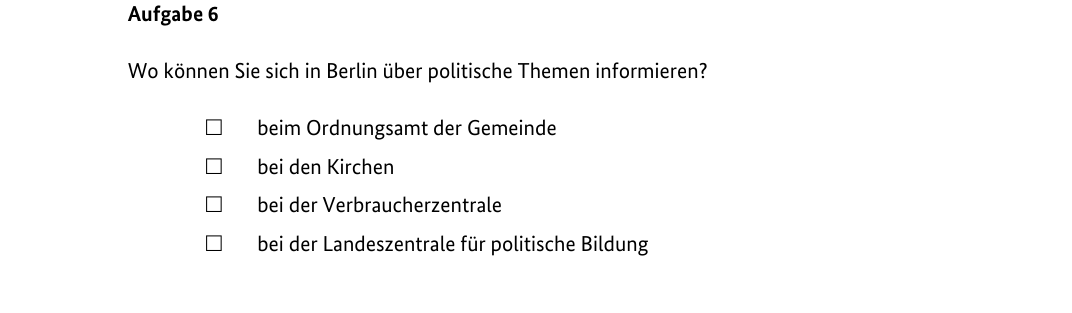 Aufgabe 6
Wo können Sie sich in Berlin über politische Themen informieren?
☐ beim Ordnungsamt der Gemeinde
☐ bei den Kirchen
☐ bei der Verbraucherzentrale
☐ bei der Landeszentrale für politische Bildung